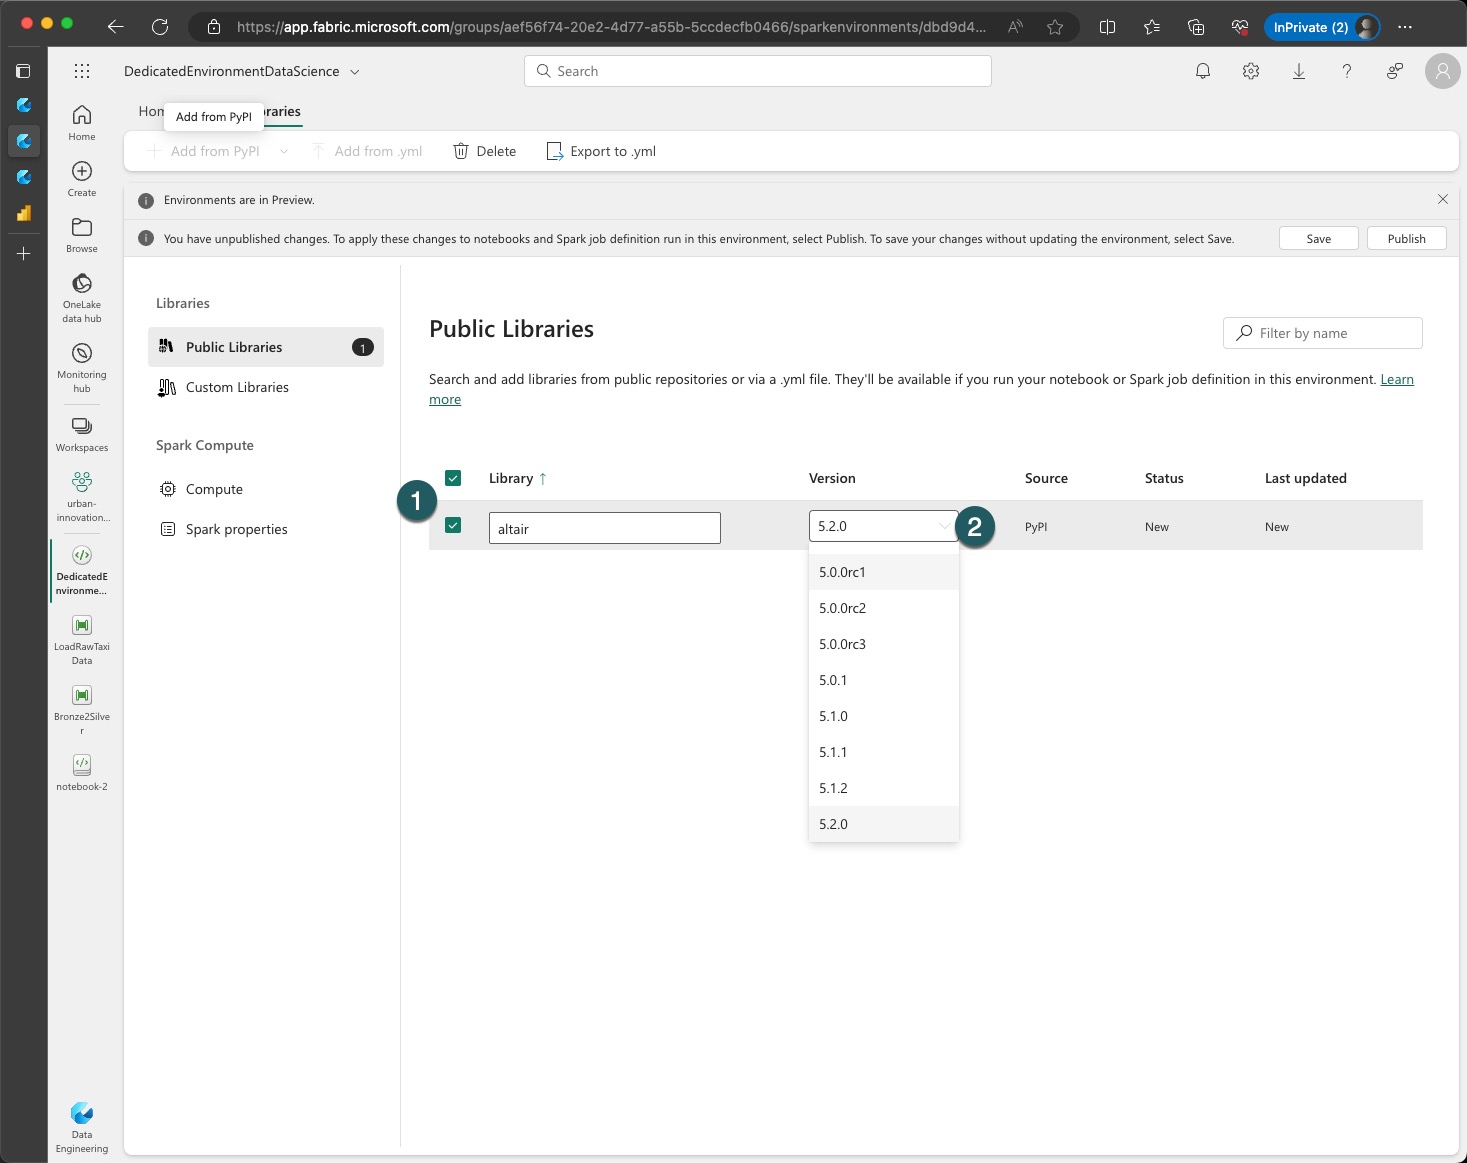 https://app.fabric.microsoft.com/groups/aef56f74-20e2-4d77-a55b-5ccdecfb0466/sparkenvironments/dbd9d4...
InPrivate (2)
DedicatedEnvironmentDataScience
Search
Hom
Add from PyPI
braries
Add from PyPI
Add from .yml
Delete
Export to .yml
Environments are in Preview.
You have unpublished changes. To apply these changes to notebooks and Spark job definition run in this environment, select Publish. To save your changes without updating the environment, select Save.
Save
Publish
Home
Create
Browse
OneLake
data hub
Monitoring
hub
Workspaces
urban-
innovation...
DedicatedE
nvironme...
LoadRawTaxi
Data
Bronze2Silve
r
notebook-2
Data
Engineering
Libraries
Public Libraries
1
Custom Libraries
Spark Compute
Compute
Spark properties
Public Libraries
Filter by name
Search and add libraries from public repositories or via a .yml file. They'll be available if you run your notebook or Spark job definition in this environment. Learn
more
Library ↑
Version
Source
Status
Last updated
1
altair
5.2.0
2
PyPI
New
New
5.0.0rc1
5.0.0rc2
5.0.0rc3
5.0.1
5.1.0
5.1.1
5.1.2
5.2.0